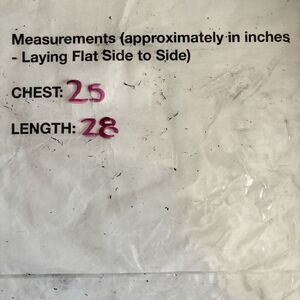 Measurements (approximately in inches
- Laying Flat Side to Side)
CHEST: 25
LENGTH: 28